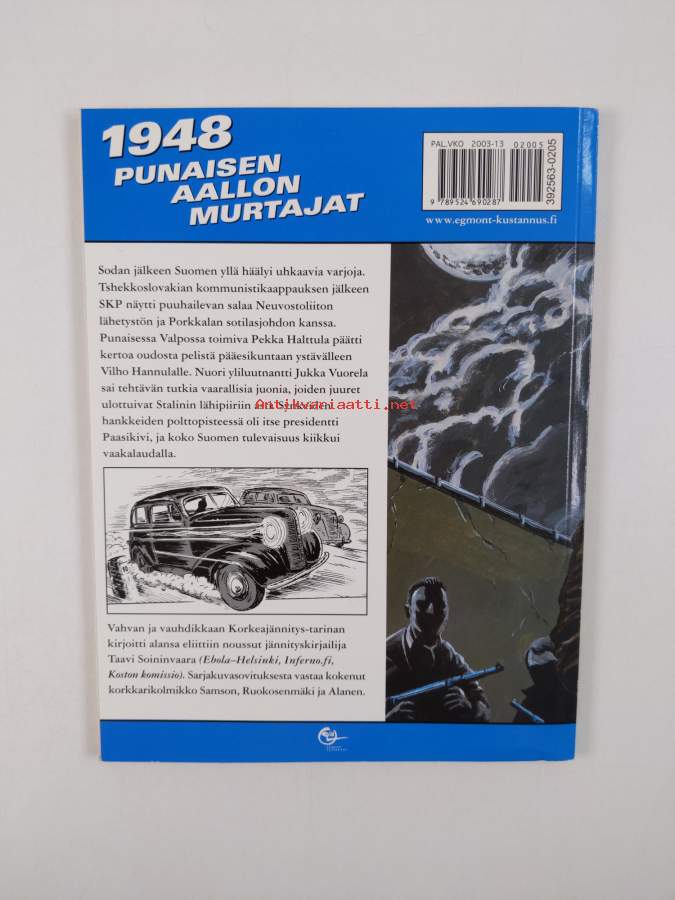 1948
PUNAISEN
AALLON
MURTAJAT
PAL.VKO 2003-13
02005
9 789524 690287
392563-0205
www.egmont-kustannus.fi
Sodan jälkeen Suomen yllä häälyi uhkaavia varjoja.
Tshekkoslovakian kommunistikaappauksen jälkeen
SKP näytti puuhailevan salaa Neuvostoliiton
lähetystön ja Porkkalan sotilasjohdon kanssa.
Punaisessa Valpossa toimiva Pekka Halttula päätti
kertoa oudosta pelistä pääesikuntaan ystävälleen
Vilho Hannulalle. Nuori yliluutnantti Jukka Vuorela
sai tehtävän tutkia vaarallisia juonia, joiden juuret
ulottuivat Stalinin lähipiiriin asti. Synkeiden
Antikvariaatti.net
hankkeiden polttopisteessä oli itse presidentti
Paasikivi, ja koko Suomen tulevaisuus kiikkui
vaakalaudalla.
Vahvan ja vauhdikkaan Korkeajännitys-tarinan
kirjoitti alansa eliittiin noussut jännityskirjailija
Taavi Soininvaara (Ebola–Helsinki, Inferno.fi,
Koston komissio). Sarjakuvasovituksesta vastaa kokenut
korkkarikolmikko Samson, Ruokosenmäki ja Alanen.